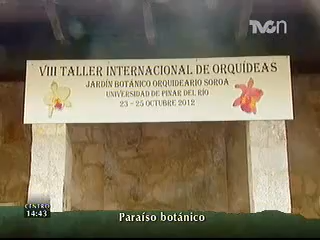 TVCn
VIII TALLER INTERNACIONAL DE ORQUÍDEAS
JARDÍN BOTÁNICO ORQUIDEARIO SOROA
UNIVERSIDAD DE PINAR DEL RÍO
23 - 25 OCTUBRE 2012
CENTRO
14:43
Paraíso botánico